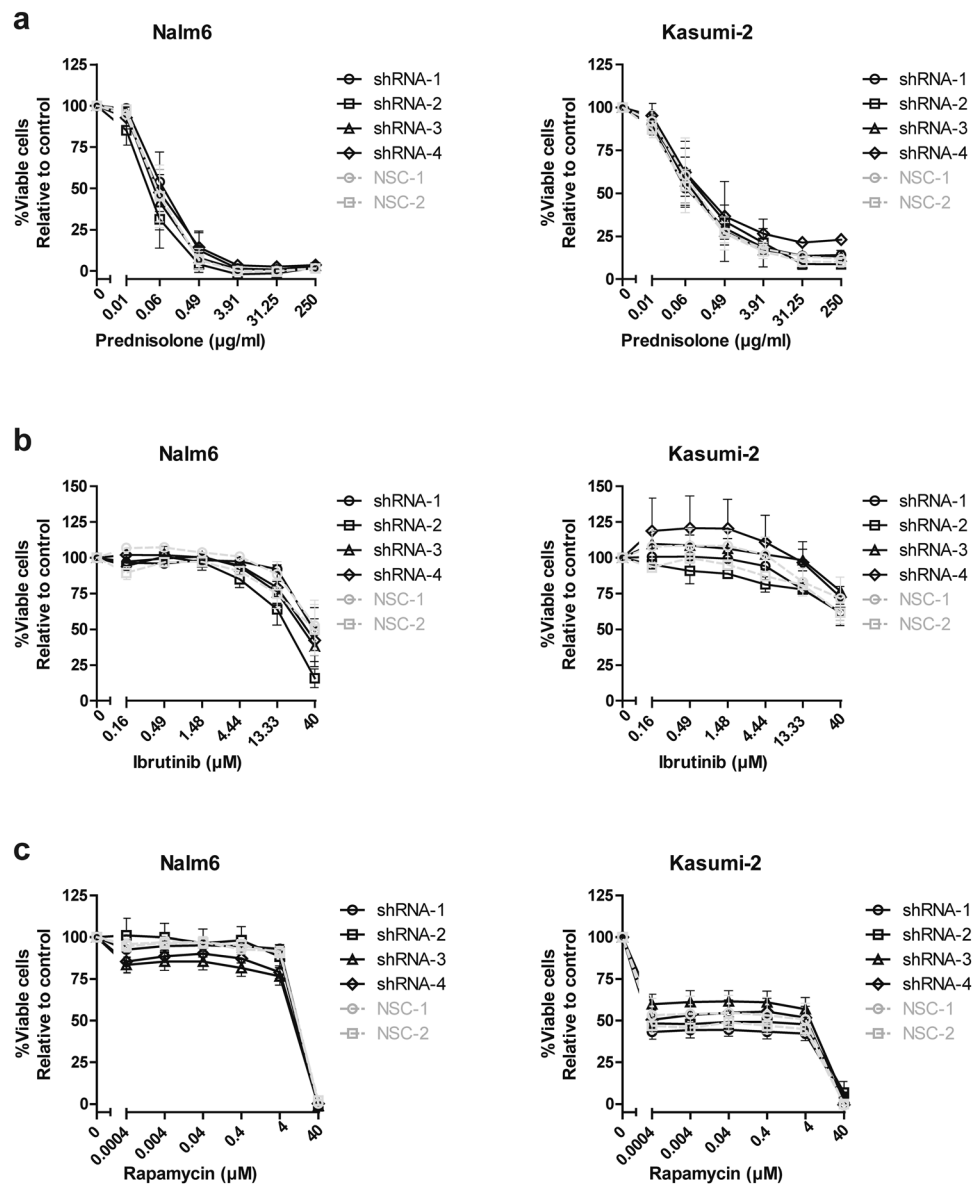 a
Nalm6
%Viable cells
Relative to control
125
100
75
50
25
0
0
0.01
0.06
0.49
3.91
31.25
250
Prednisolone (µg/ml)
shRNA-1
shRNA-2
shRNA-3
shRNA-4
NSC-1
NSC-2
Kasumi-2
%Viable cells
Relative to control
125
100
75
50
25
0
0
0.01
0.06
0.49
3.91
31.25
250
Prednisolone (µg/ml)
shRNA-1
shRNA-2
shRNA-3
shRNA-4
NSC-1
NSC-2
b
Nalm6
%Viable cells
Relative to control
150
125
100
75
50
25
0
0
0.16
0.49
1.48
4.44
13.33
40
Ibrutinib (µM)
shRNA-1
shRNA-2
shRNA-3
shRNA-4
NSC-1
NSC-2
Kasumi-2
%Viable cells
Relative to control
150
125
100
75
50
25
0
0
0.16
0.49
1.48
4.44
13.33
40
Ibrutinib (µM)
shRNA-1
shRNA-2
shRNA-3
shRNA-4
NSC-1
NSC-2
c
Nalm6
%Viable cells
Relative to control
125
100
75
50
25
0
0
0.0004
0.004
0.04
0.4
4
40
Rapamycin (µM)
shRNA-1
shRNA-2
shRNA-3
shRNA-4
NSC-1
NSC-2
Kasumi-2
%Viable cells
Relative to control
125
100
75
50
25
0
0
0.0004
0.004
0.04
0.4
4
40
Rapamycin (µM)
shRNA-1
shRNA-2
shRNA-3
shRNA-4
NSC-1
NSC-2